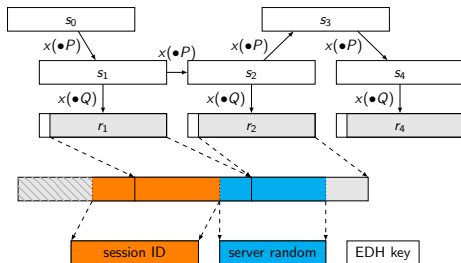 s0
s3
x(•P)
x(•P)
x(•P)
x(•P)
s1
s2
s4
x(•Q)
x(•Q)
x(•Q)
r1
r2
r4
session ID
server random
EDH key